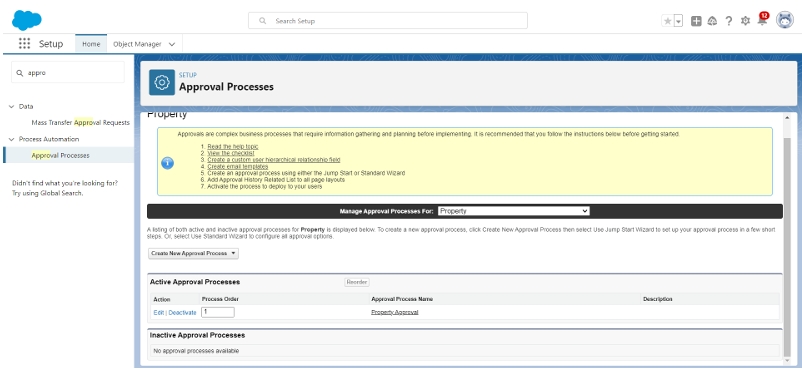 Search Setup
12
Setup
Home
Object Manager
appro
Data
Mass Transfer Approval Requests
Process Automation
Approval Processes
Didn't find what you're looking for?
Try using Global Search.
SETUP
Approval Processes
Property
Approvals are complex business processes that require information gathering and planning before implementing. It is recommended that you follow the instructions below before getting started.
1. Read the help topic
2. View the checklist
3. Create a custom user hierarchical relationship field
4. Create email templates
5. Create an approval process using either the Jump Start or Standard Wizard
6. Add Approval History Related List to all page layouts
7. Activate the process to deploy to your users
Manage Approval Processes For: Property
A listing of both active and inactive approval processes for Property is displayed below. To create a new approval process, click Create New Approval Process then select Use Jump Start Wizard to set up your approval process in a few short
steps. Or, select Use Standard Wizard to configure all approval options.
Create New Approval Process
Active Approval Processes Reorder
Action Process Order Approval Process Name Description
Edit | Deactivate 1 Property Approval
Inactive Approval Processes
No approval processes available